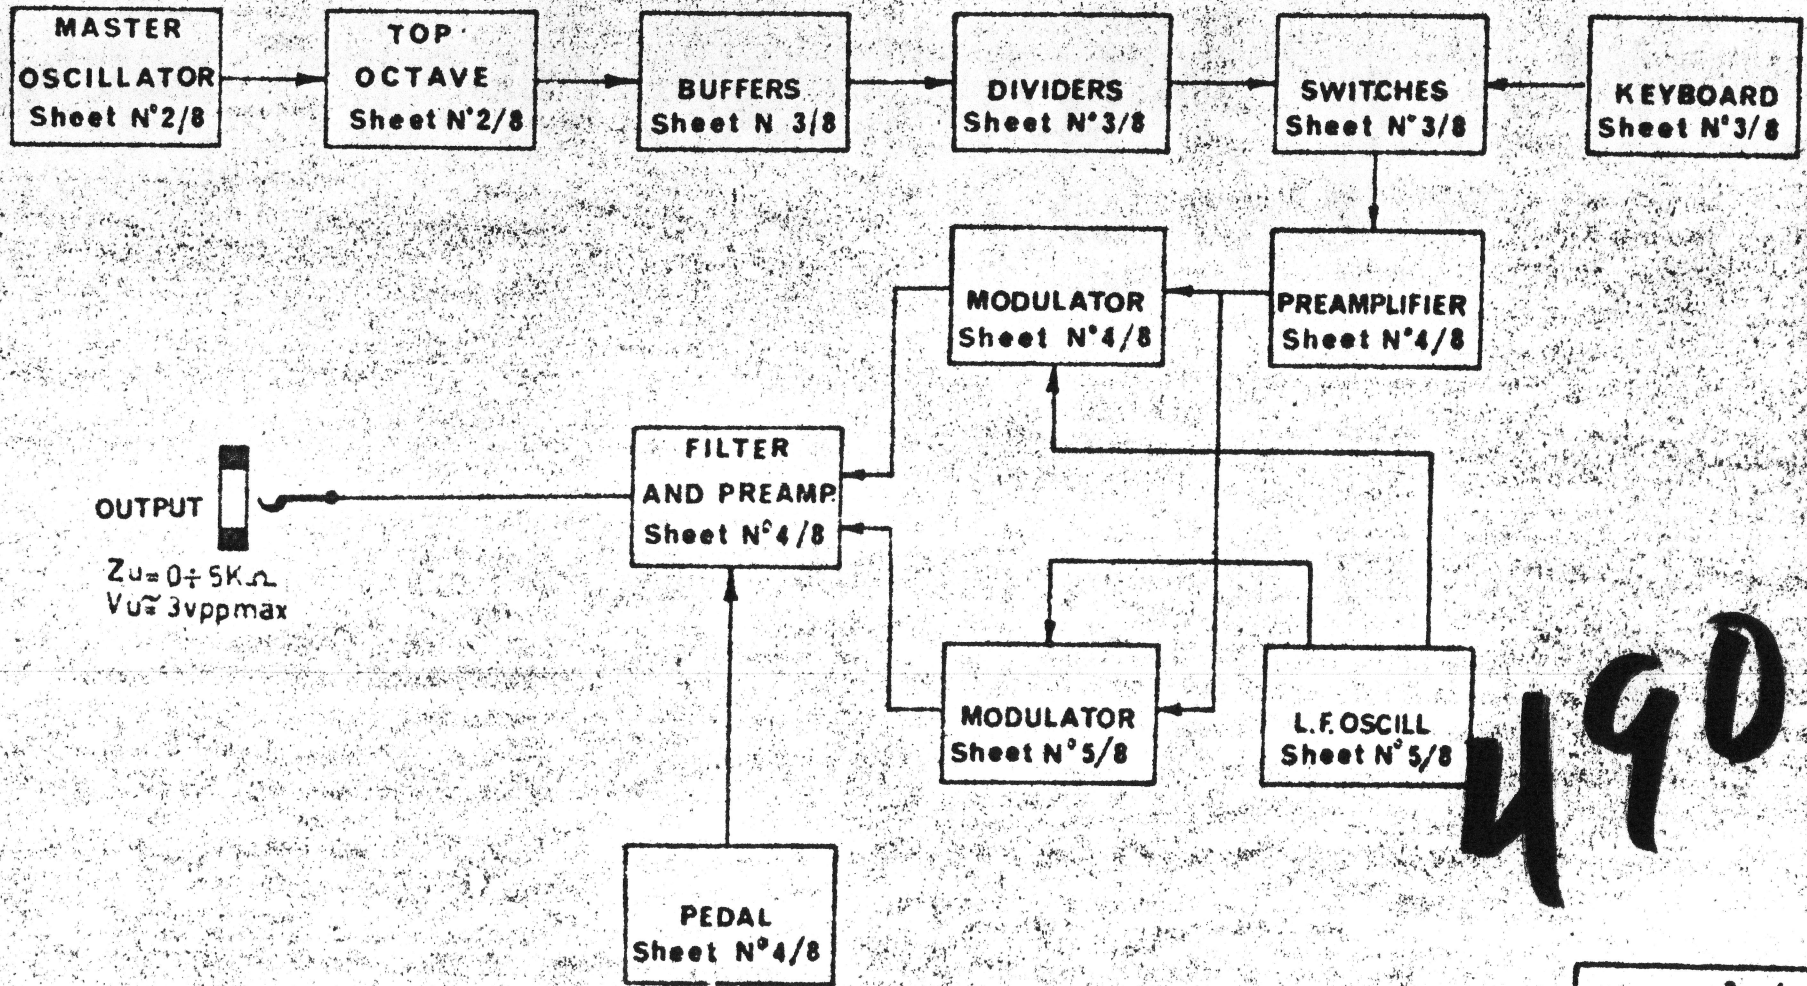 MASTER
OSCILLATOR
Sheet N°2/8
TOP
OCTAVE
Sheet N°2/8
BUFFERS
Sheet N 3/8
DIVIDERS
Sheet N°3/8
SWITCHES
Sheet N°3/8
KEYBOARD
Sheet N°3/8
MODULATOR
Sheet N°4/8
PREAMPLIFIER
Sheet N°4/8
FILTER
AND PREAMP.
Sheet N°4/8
OUTPUT
Zu=0÷5KΩ
Vu≃3vppmax
MODULATOR
Sheet N°5/8
L.F. OSCILL
Sheet N°5/8
490
PEDAL
Sheet N°4/8